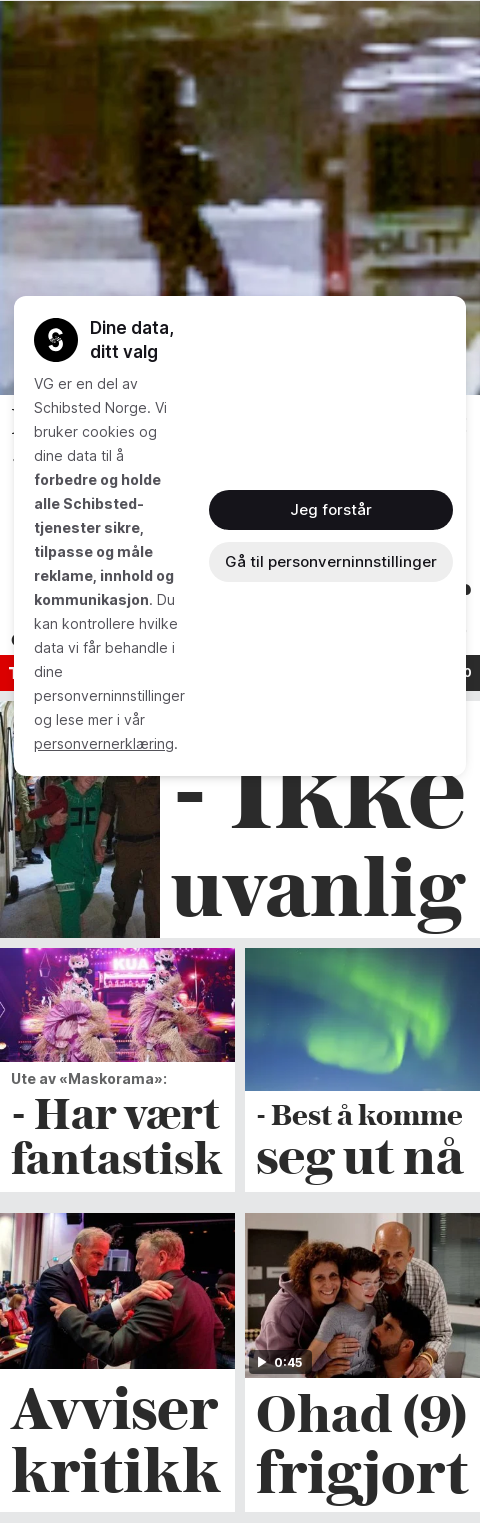 POLITI
Dine data,
ditt valg
VG er en del av
Schibsted Norge. Vi
bruker cookies og
dine data til å
forbedre og holde
alle Schibsted-
tjenester sikre,
tilpasse og måle
reklame, innhold og
kommunikasjon. Du
kan kontrollere hvilke
data vi får behandle i
dine
personverninnstillinger
og lese mer i vår
personvernerklæring.
Jeg forstår
Gå til personverninnstillinger
- Ikke
uvanlig
KUA
Ute av «Maskorama»:
- Har vært
fantastisk
- Best å komme
seg ut nå
Avviser
kritikk
0:45
Ohad (9)
frigjort